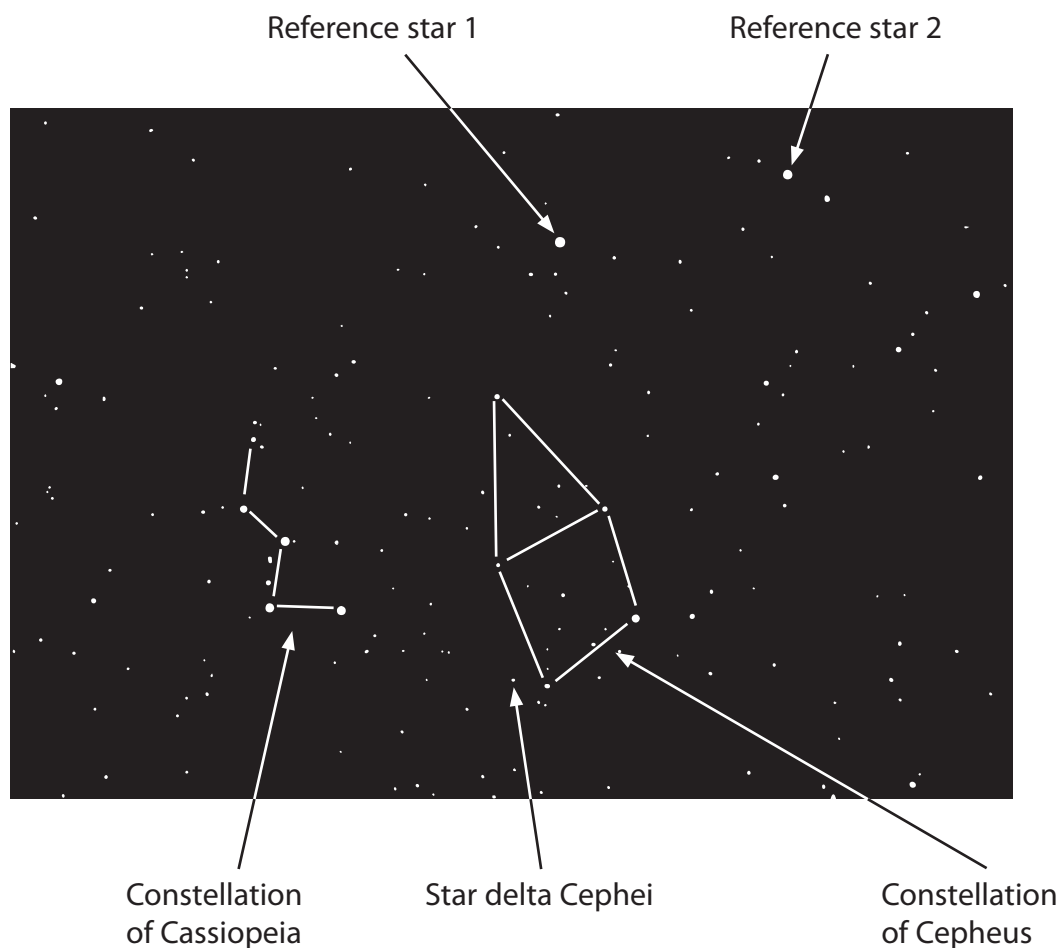 Reference star 1
Reference star 2
Constellation
of Cassiopeia
Star delta Cephei
Constellation
of Cepheus